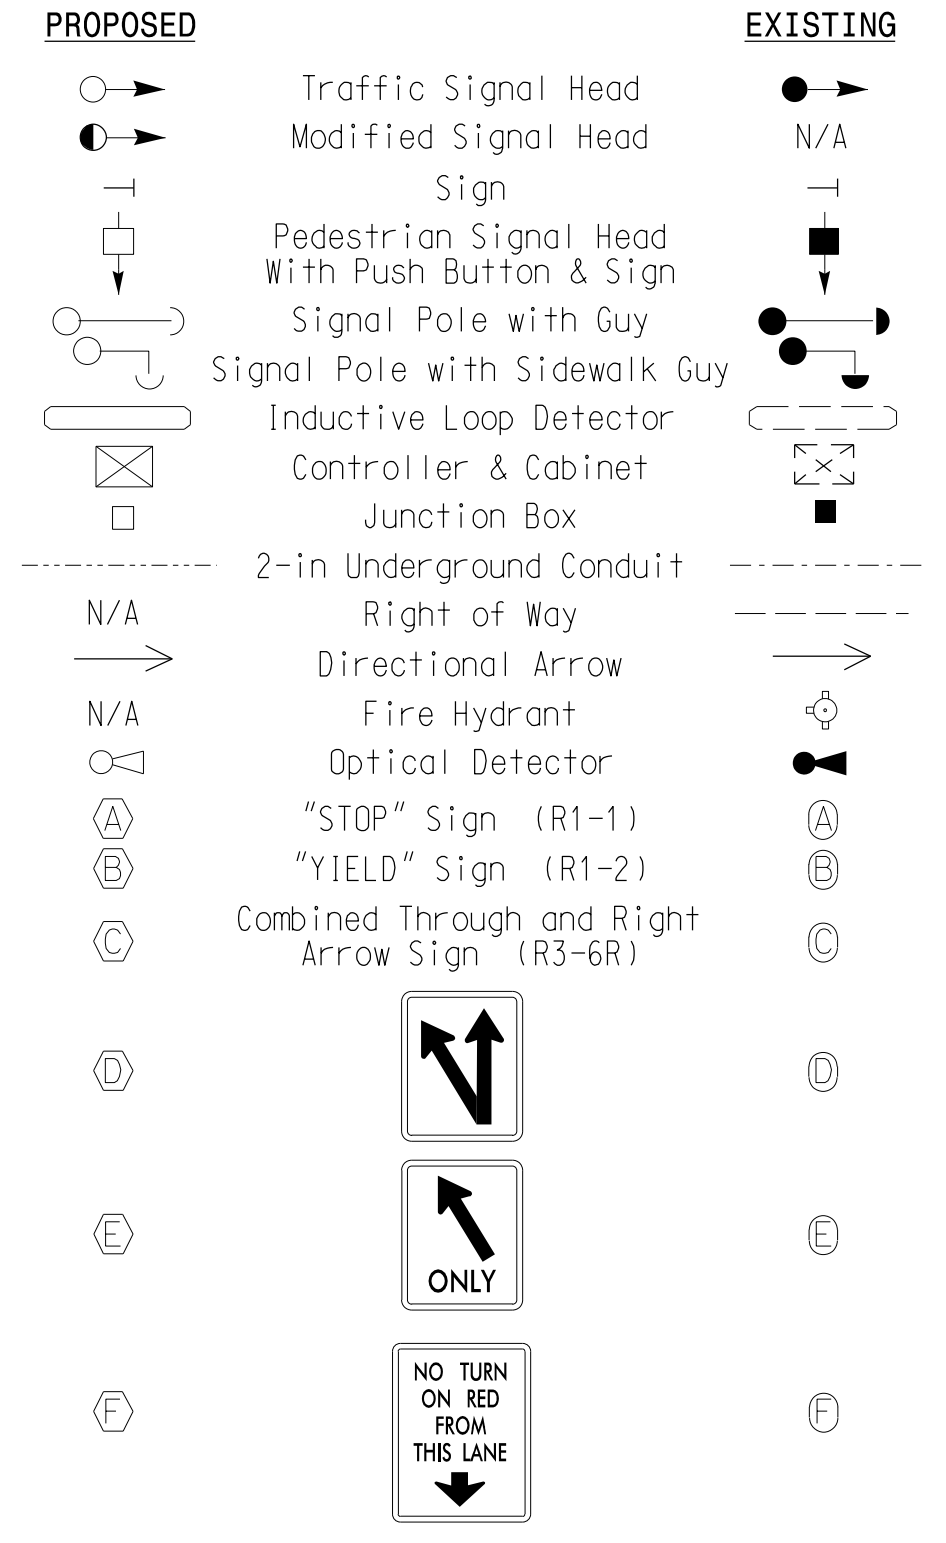 PROPOSED EXISTING
Traffic Signal Head
Modified Signal Head N/A
Sign
Pedestrian Signal Head
With Push Button & Sign
Signal Pole with Guy
Signal Pole with Sidewalk Guy
Inductive Loop Detector
Controller & Cabinet
Junction Box
2-in Underground Conduit
N/A Right of Way
Directional Arrow
N/A Fire Hydrant
Optical Detector
A "STOP" Sign (R1-1) A
B "YIELD" Sign (R1-2) B
Combined Through and Right
C Arrow Sign (R3-6R) C
D D
E E
ONLY
NO TURN
ON RED
F F
FROM
THIS LANE